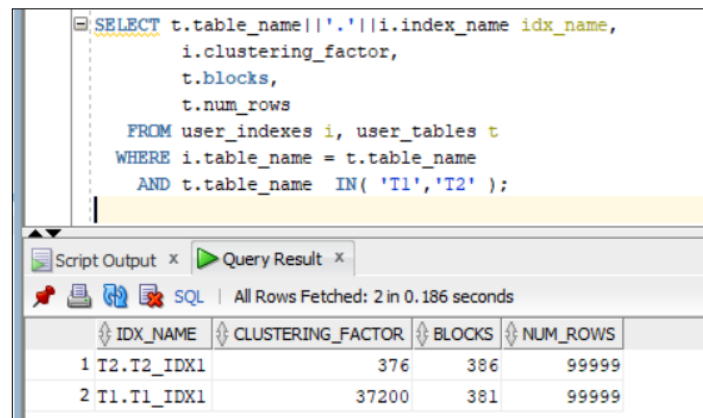 SELECT t.table_name||'.'||i.index_name idx_name,
i.clustering_factor,
t.blocks,
t.num_rows
FROM user_indexes i, user_tables t
WHERE i.table_name = t.table_name
AND t.table_name IN( 'T1','T2' );
Script Output x Query Result x
SQL | All Rows Fetched: 2 in 0.186 seconds
IDX_NAME CLUSTERING_FACTOR BLOCKS NUM_ROWS
1 T2.T2_IDX1 376 386 99999
2 T1.T1_IDX1 37200 381 99999